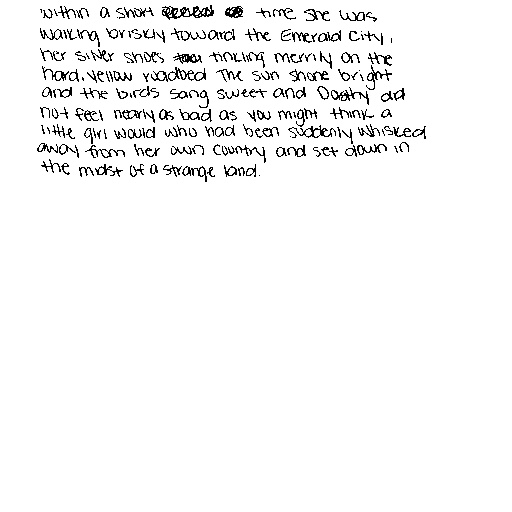 within a short time she was
walking briskly toward the Emerald City,
her silver shoes tinkling merrily on the
hard, yellow roadbed The sun shone bright
and the birds sang sweet and Dorothy did
not feel nearly as bad as you might think a
little girl would who had been suddenly whisked
away from her own country and set down in
the midst of a strange land.